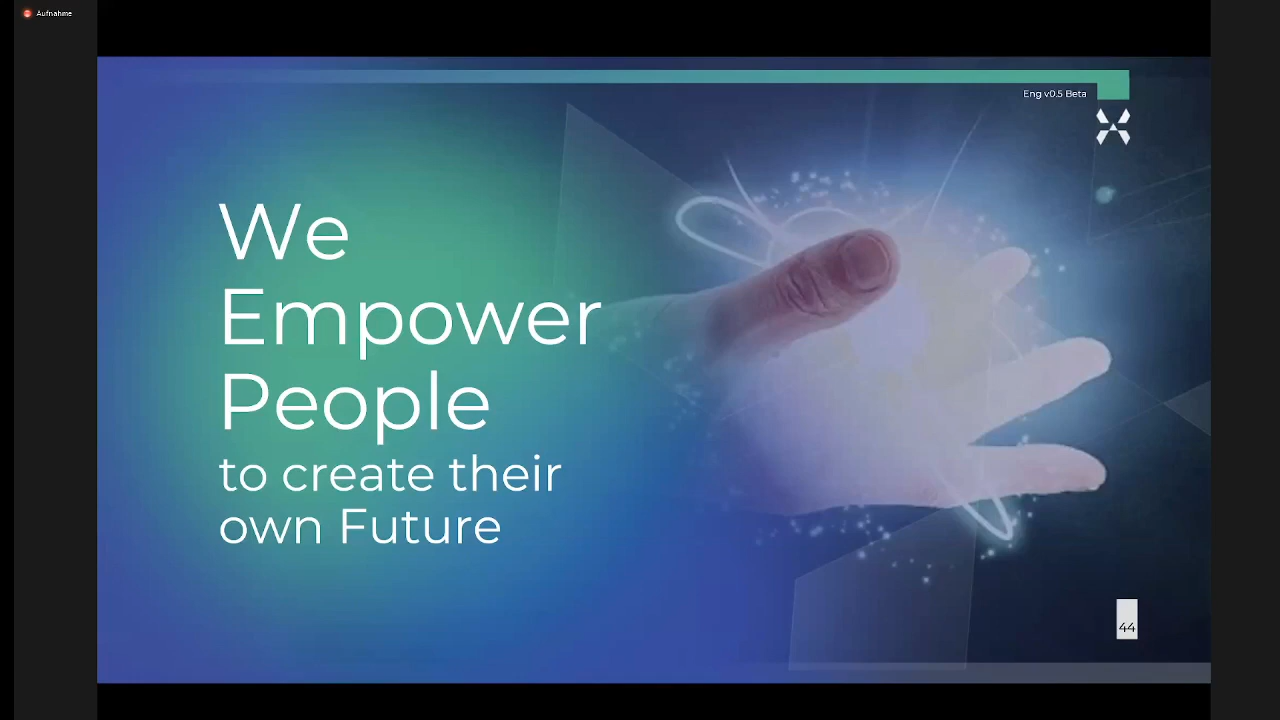 Aufnahme
Eng v0.5 Beta
We
Empower
People
to create their
own Future
44